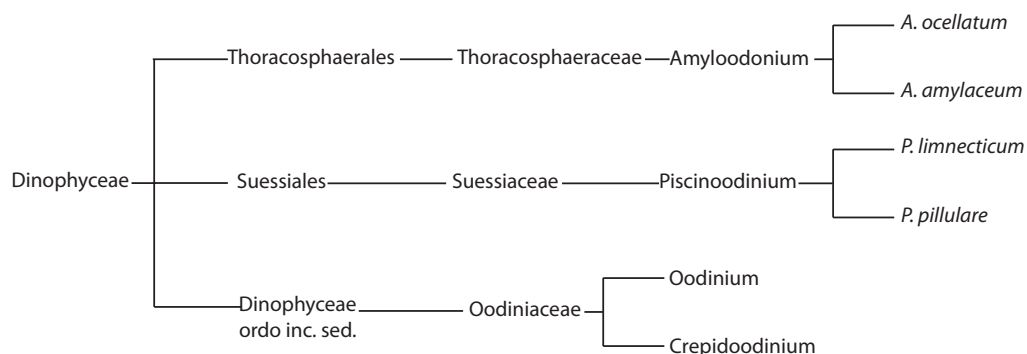 A. ocellatum
Thoracosphaerales Thoracosphaeraceae Amyloodonium
A. amylaceum
P. limnecticum
Dinophyceae Suessiales Suessiaceae Piscinoodinium
P. pillulare
Oodinium
Dinophyceae Oodiniaceae
ordo inc. sed.
Crepidoodinium